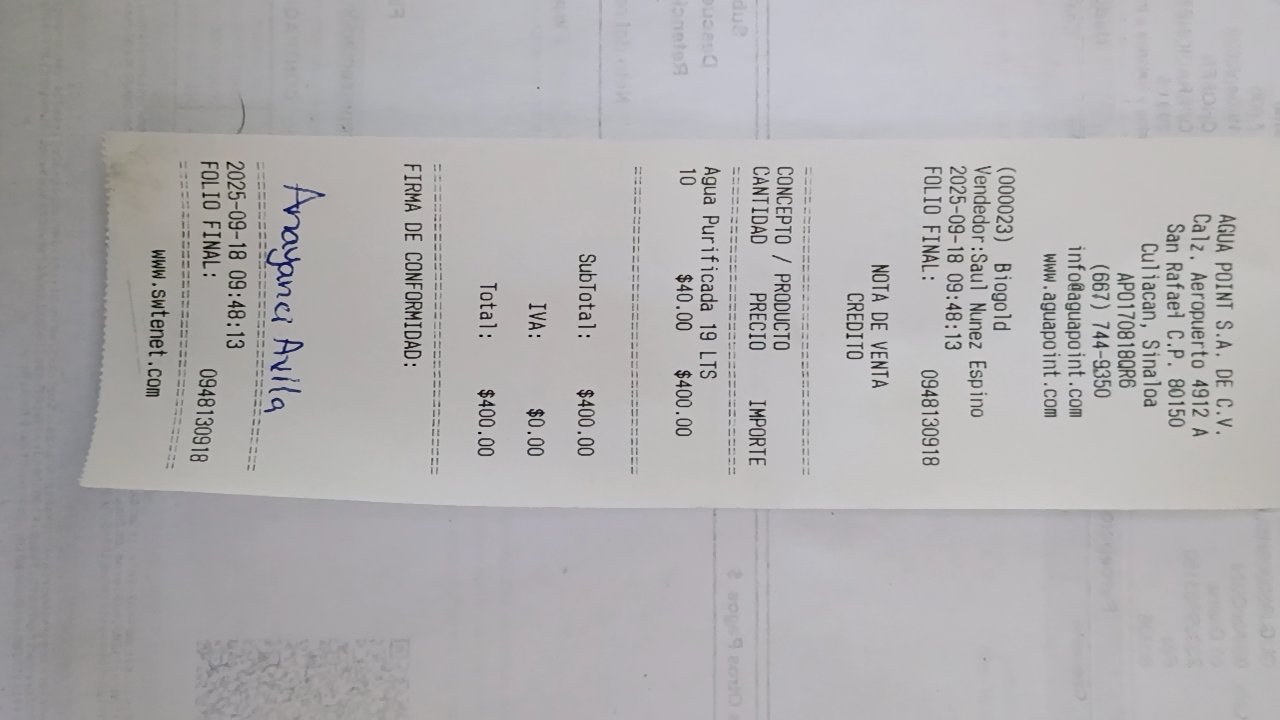 AGUA POINT S.A. DE C.V.
Calz. Aeropuerto 4912 A
San Rafael C.P. 80150
Culiacan, Sinaloa
APO170818QR6
(667) 744-9350
info@aguapoint.com
www.aguapoint.com
(000023) Biogold
Vendedor:Saul Nunez Espino
2025-09-18 09:48:13
FOLIO FINAL: 0948130918
NOTA DE VENTA
CREDITO
CONCEPTO / PRODUCTO
CANTIDAD PRECIO IMPORTE
Agua Purificada 19 LTS
10 $40.00 $400.00
SubTotal: $400.00
IVA: $0.00
Total: $400.00
FIRMA DE CONFORMIDAD:
Anayanci Avila
2025-09-18 09:48:13
FOLIO FINAL: 0948130918
www.swtenet.com